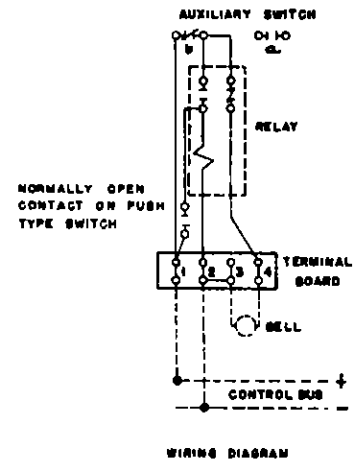 AUXILIARY SWITCH
b
a
RELAY
NORMALLY OPEN
CONTACT ON PUSH
TYPE SWITCH
TERMINAL
BOARD
1 2 3 4
BELL
+
CONTROL BUS
−
WIRING DIAGRAM